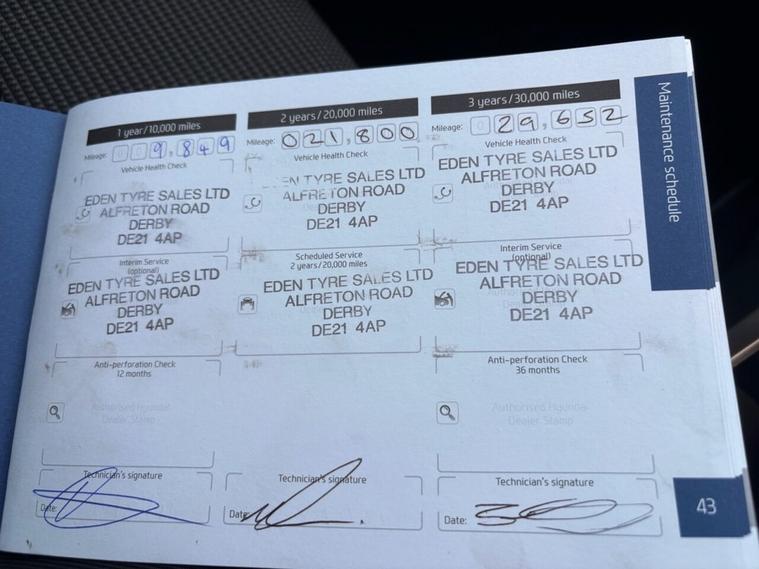 1 year/10,000 miles
Mileage: 009,849
Vehicle Health Check
EDEN TYRE SALES LTD
ALFRETON ROAD
DERBY
DE21 4AP
Interim Service
(optional)
EDEN TYRE SALES LTD
ALFRETON ROAD
DERBY
DE21 4AP
Anti-perforation Check
12 months
Authorised Hyundai
Dealer Stamp
Technician's signature
Date:
2 years/20,000 miles
Mileage: 021,800
Vehicle Health Check
EDEN TYRE SALES LTD
ALFRETON ROAD
DERBY
DE21 4AP
Scheduled Service
2 years/20,000 miles
EDEN TYRE SALES LTD
ALFRETON ROAD
DERBY
DE21 4AP
Technician's signature
Date:
3 years/30,000 miles
Mileage: 029,652
Vehicle Health Check
EDEN TYRE SALES LTD
ALFRETON ROAD
DERBY
DE21 4AP
Interim Service
(optional)
EDEN TYRE SALES LTD
ALFRETON ROAD
DERBY
DE21 4AP
Anti-perforation Check
36 months
Authorised Hyundai
Dealer Stamp
Technician's signature
Date:
Maintenance schedule
43